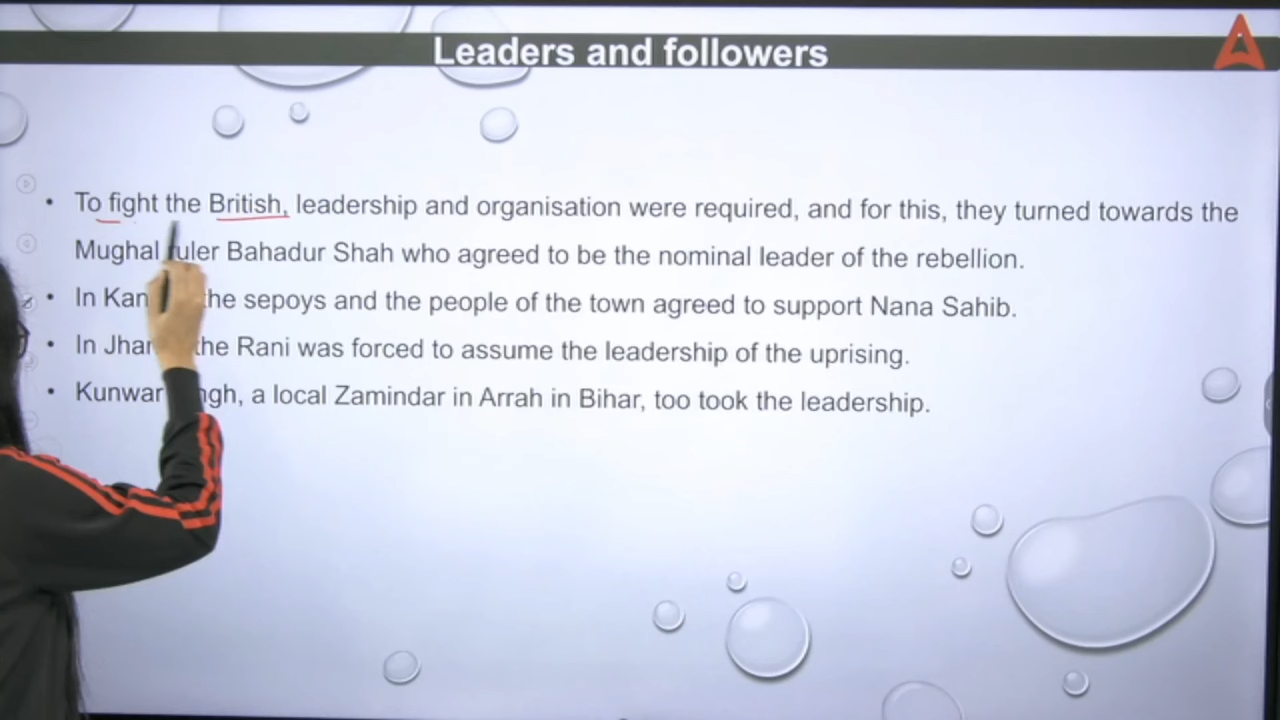 Leaders and followers
• To fight the British, leadership and organisation were required, and for this, they turned towards the
Mughal ruler Bahadur Shah who agreed to be the nominal leader of the rebellion.
• In the sepoys and the people of the town agreed to support Nana Sahib.
• In the Rani was forced to assume the leadership of the uprising.
• Kunwar a local Zamindar in Arrah in Bihar, too took the leadership.